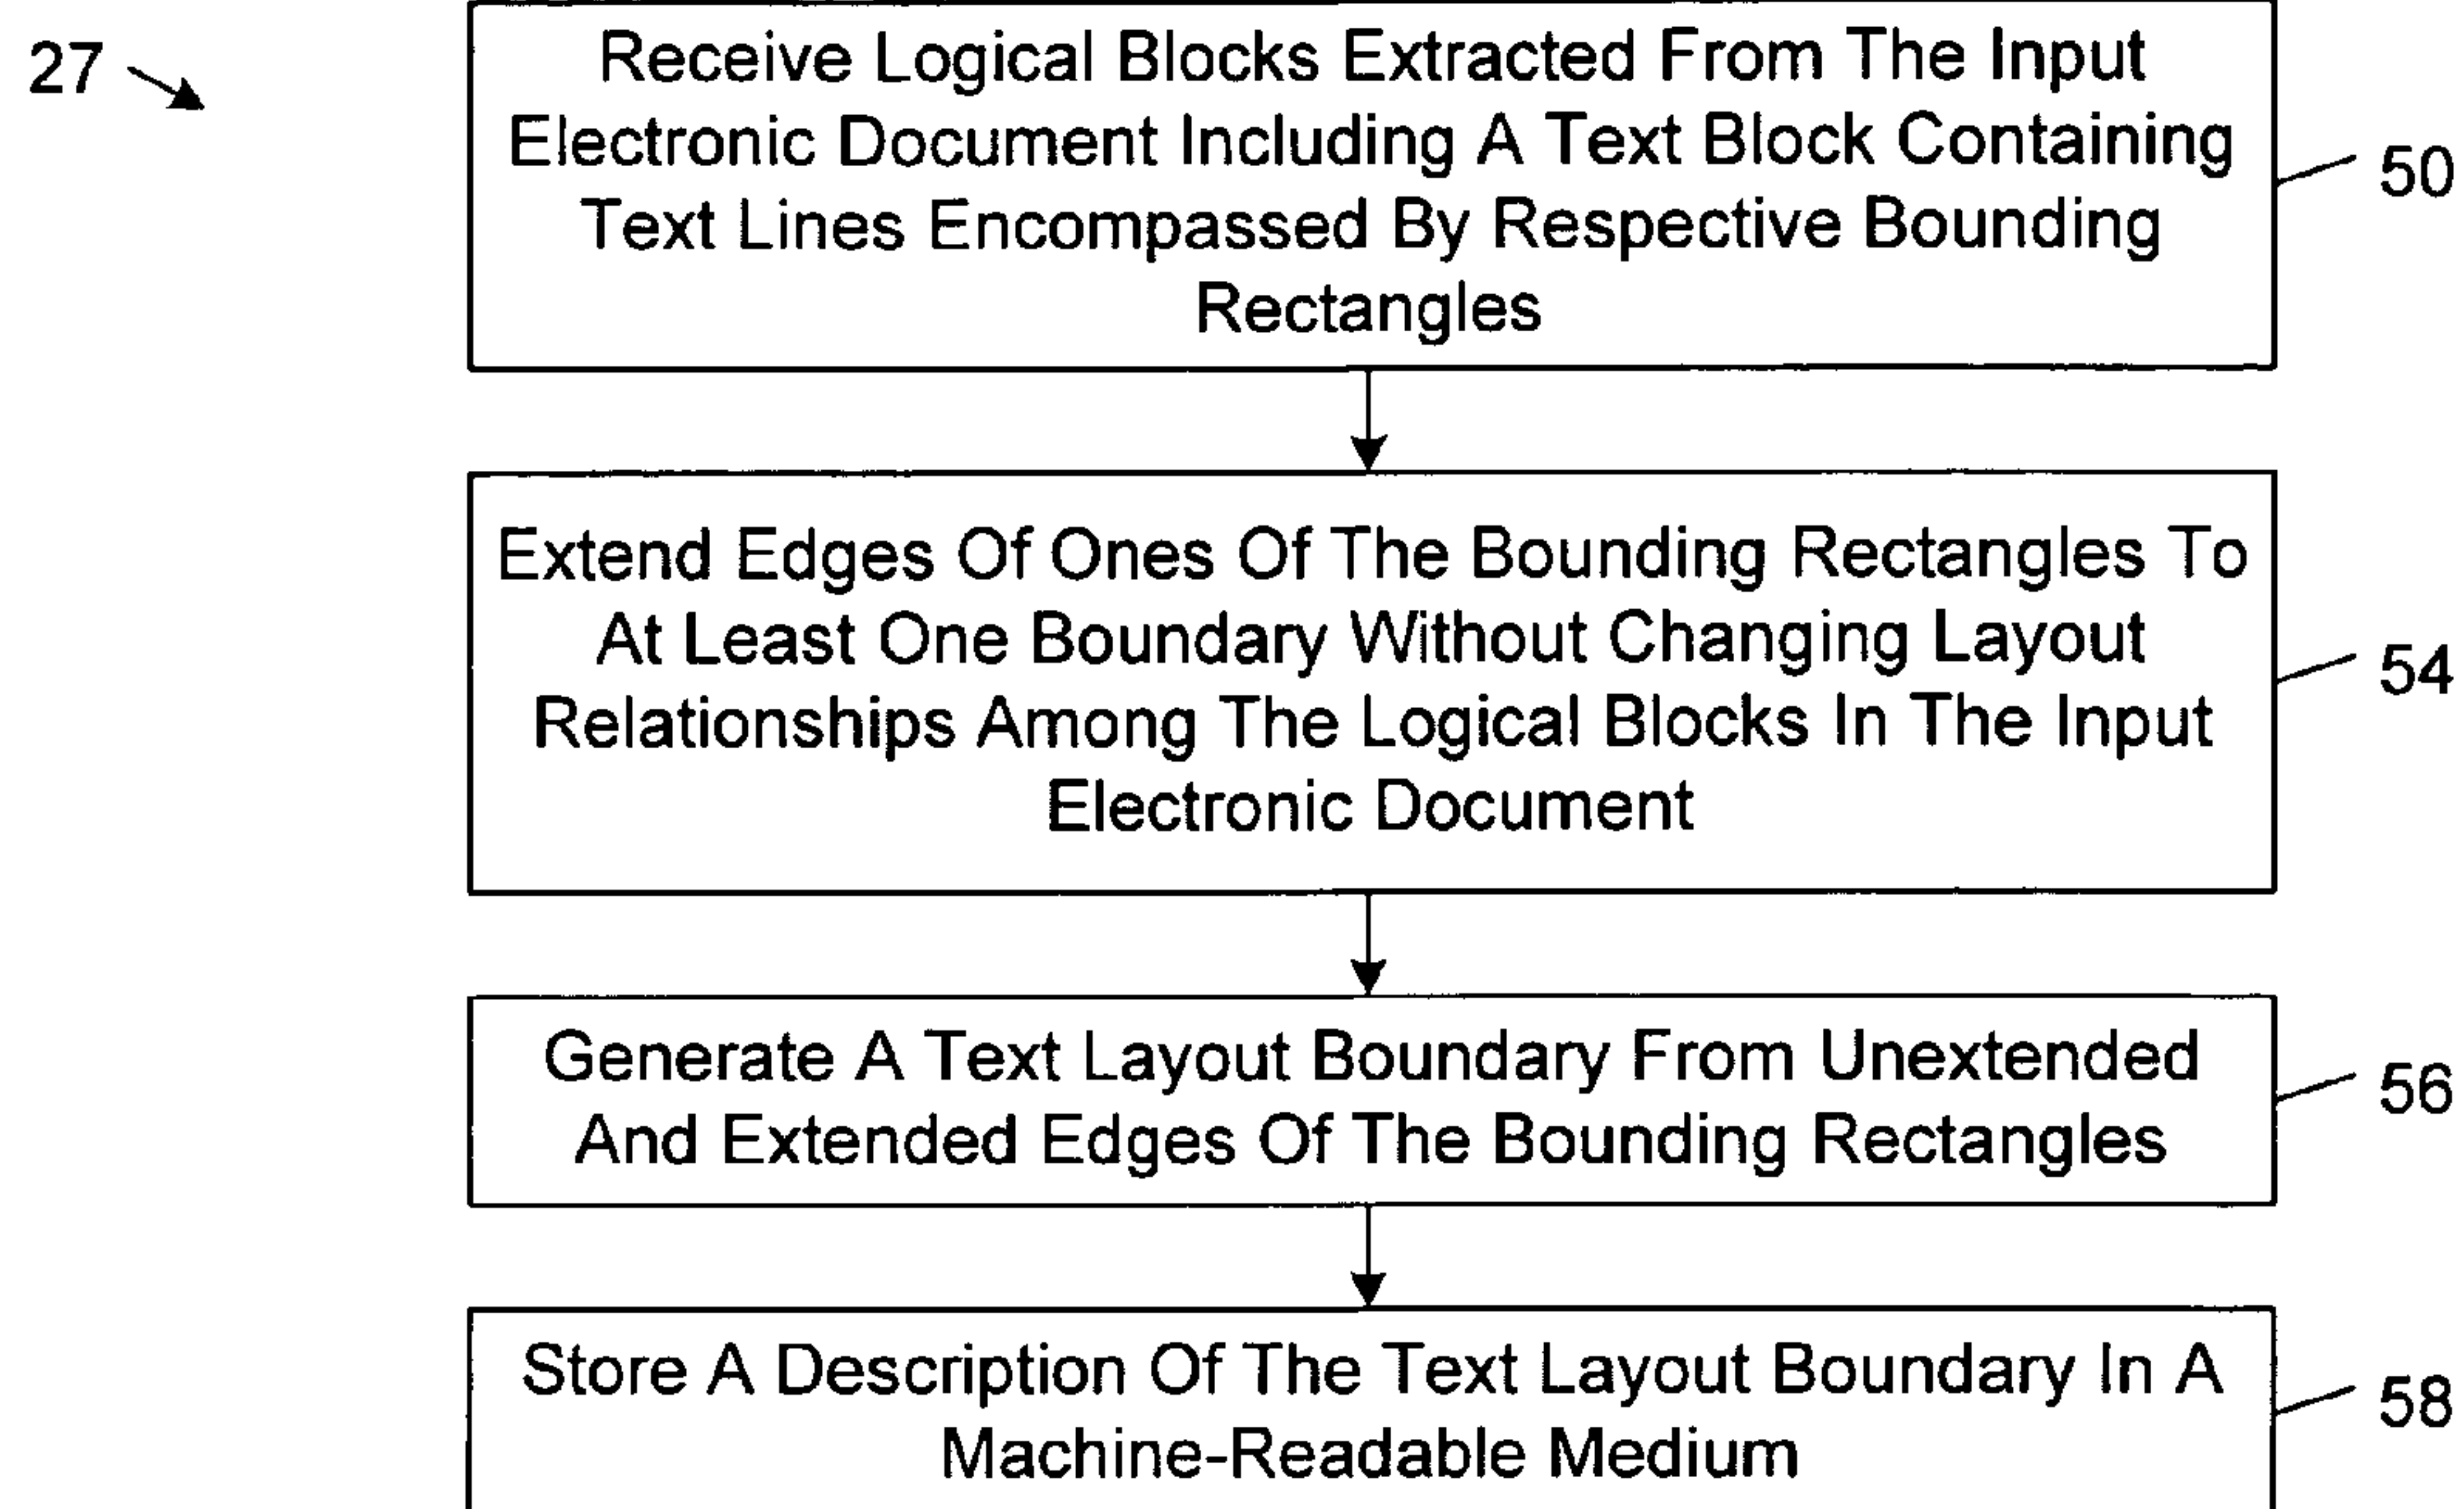 27
Receive Logical Blocks Extracted From The Input
Electronic Document Including A Text Block Containing
Text Lines Encompassed By Respective Bounding
Rectangles
50
Extend Edges Of Ones Of The Bounding Rectangles To
At Least One Boundary Without Changing Layout
Relationships Among The Logical Blocks In The Input
Electronic Document
54
Generate A Text Layout Boundary From Unextended
And Extended Edges Of The Bounding Rectangles
56
Store A Description Of The Text Layout Boundary In A
Machine-Readable Medium
58